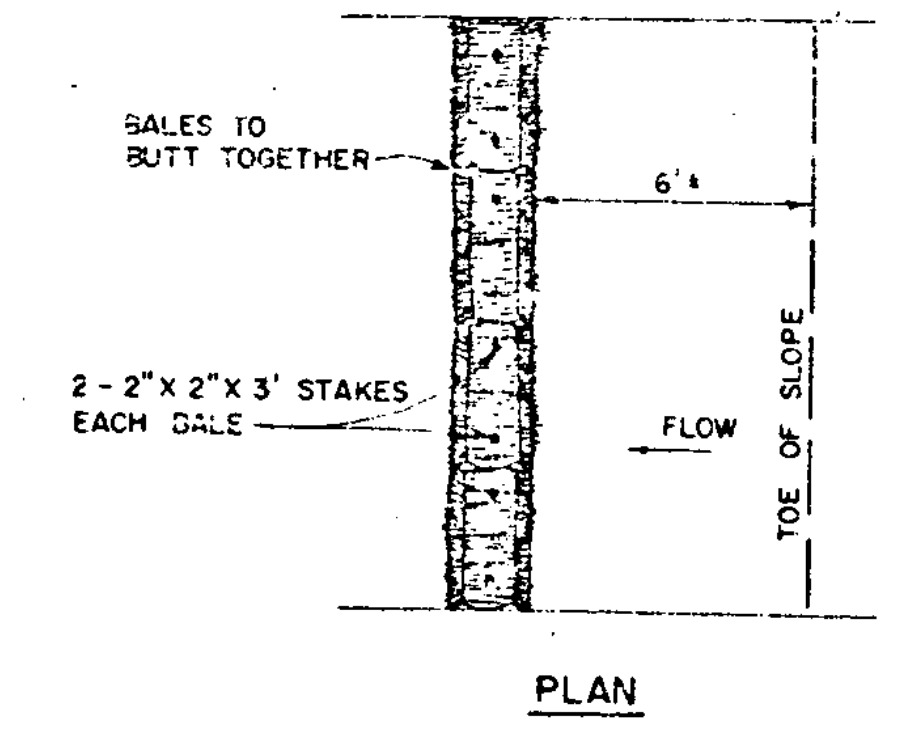 BALES TO
BUTT TOGETHER
6'±
2 - 2" X 2" X 3' STAKES
EACH BALE
FLOW
TOE OF SLOPE
PLAN